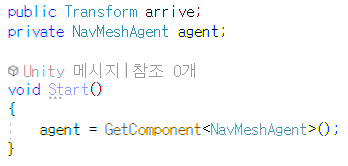 public Transform arrive;
private NavMeshAgent agent;
Unity 메시지|참조 0개
void Start()
{
agent = GetComponent<NavMeshAgent>();
}